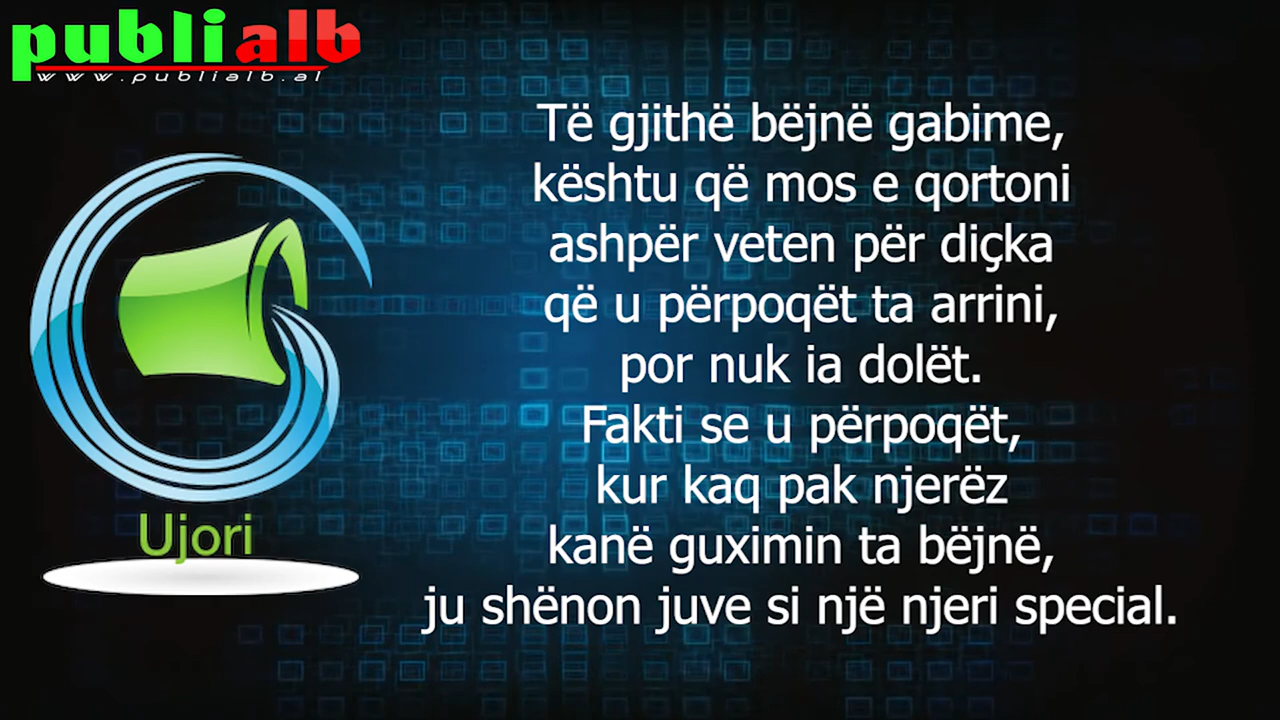 publialb
www.publialb.al
Të gjithë bëjnë gabime,
kështu që mos e qortoni
ashpër veten për diçka
që u përpoqët ta arrini,
por nuk ia dolët.
Fakti se u përpoqët,
kur kaq pak njerëz
kanë guximin ta bëjnë,
ju shënon juve si një njeri special.
Ujori